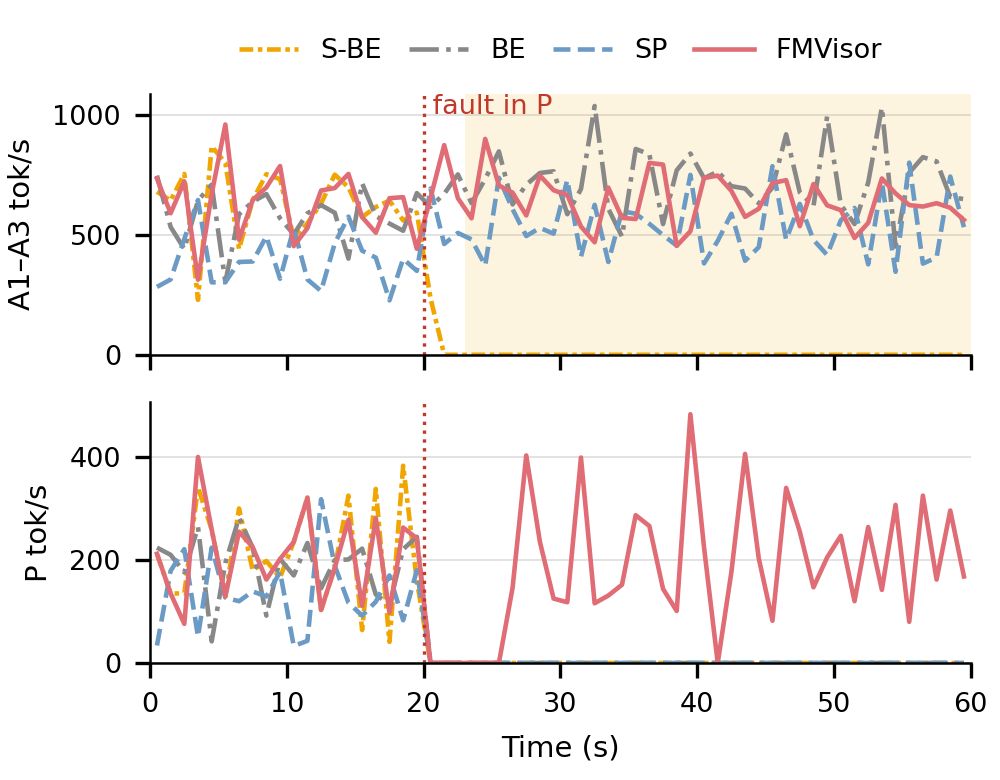 S-BE BE SP FMVisor
fault in P
A1–A3 tok/s
1000
500
0
P tok/s
400
200
0
0 10 20 30 40 50 60
Time (s)